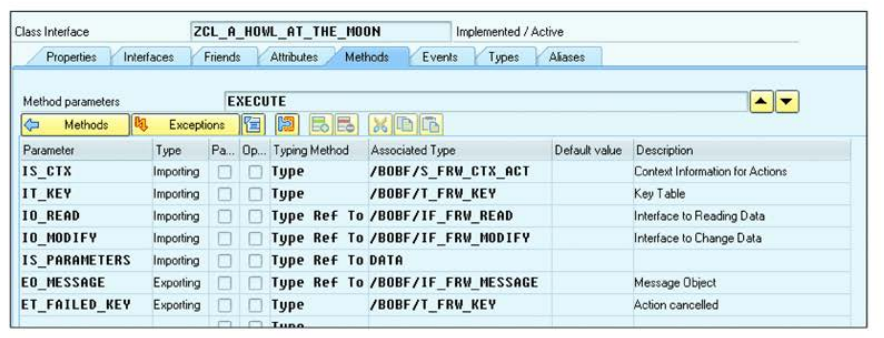 Class Interface ZCL_A_HOWL_AT_THE_MOON Implemented / Active
Properties Interfaces Friends Attributes Methods Events Types Aliases
Method parameters EXECUTE
Methods Exceptions
Parameter Type Pa... Op... Typing Method Associated Type Default value Description
IS_CTX Importing Type /BOBF/S_FRW_CTX_ACT Context Information for Actions
IT_KEY Importing Type /BOBF/T_FRW_KEY Key Table
IO_READ Importing Type Ref To /BOBF/IF_FRW_READ Interface to Reading Data
IO_MODIFY Importing Type Ref To /BOBF/IF_FRW_MODIFY Interface to Change Data
IS_PARAMETERS Importing Type Ref To DATA
EO_MESSAGE Exporting Type Ref To /BOBF/IF_FRW_MESSAGE Message Object
ET_FAILED_KEY Exporting Type /BOBF/T_FRW_KEY Action cancelled
Type